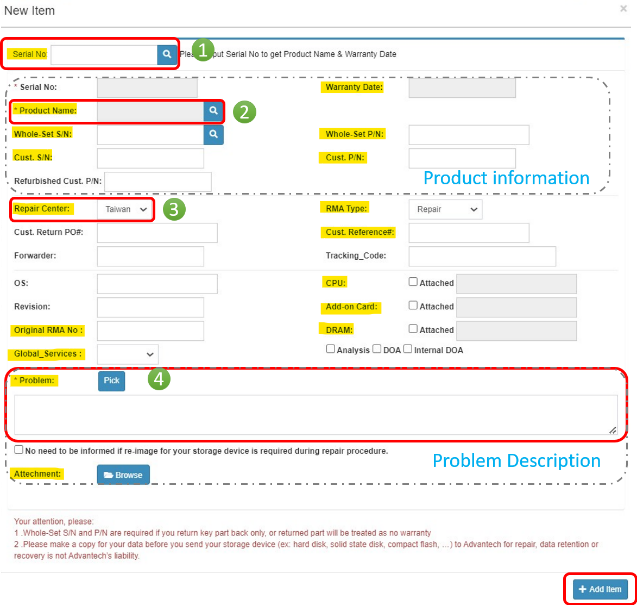 New Item ×
Serial No 1 Please input Serial No to get Product Name & Warranty Date
* Serial No: Warranty Date:
* Product Name: 2
Whole-Set S/N: Whole-Set P/N:
Cust. S/N: Cust. P/N:
Refurbished Cust. P/N: Product information
Repair Center: Taiwan 3 RMA Type: Repair
Cust. Return PO#: Cust. Reference#:
Forwarder: Tracking_Code:
OS: CPU: Attached
Revision: Add-on Card: Attached
Original RMA No : DRAM: Attached
Global_Services : Analysis DOA Internal DOA
* Problem: Pick 4
No need to be informed if re-image for your storage device is required during repair procedure.
Problem Description
Attechment: Browse
Your attention, please:
1 .Whole-Set S/N and P/N are required if you return key part back only, or returned part will be treated as no warranty
2 .Please make a copy for your data before you send your storage device (ex: hard disk, solid state disk, compact flash, ....) to Advantech for repair, data retention or
recovery is not Advantech's liability.
+ Add Item